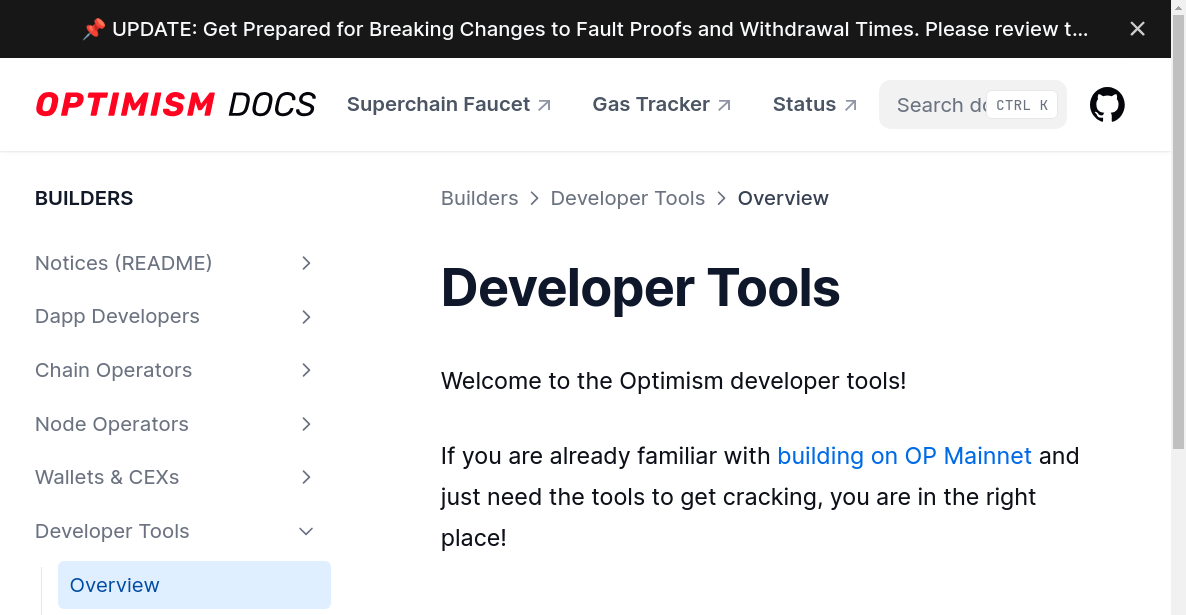 📌 UPDATE: Get Prepared for Breaking Changes to Fault Proofs and Withdrawal Times. Please review t...
OPTIMISM DOCS
Superchain Faucet
Gas Tracker
Status
Search do
CTRL K
BUILDERS
Notices (README)
Dapp Developers
Chain Operators
Node Operators
Wallets & CEXs
Developer Tools
Overview
Builders > Developer Tools > Overview
Developer Tools
Welcome to the Optimism developer tools!
If you are already familiar with building on OP Mainnet and
just need the tools to get cracking, you are in the right
place!